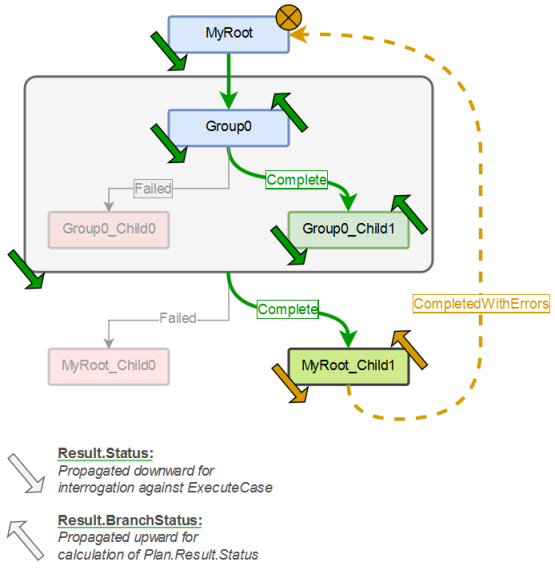 MyRoot
Group0
Failed
Complete
Group0_Child0
Group0_Child1
CompletedWithErrors
Failed
Complete
MyRoot_Child0
MyRoot_Child1
Result.Status:
Propagated downward for
interrogation against ExecuteCase
Result.BranchStatus:
Propagated upward for
calculation of Plan.Result.Status